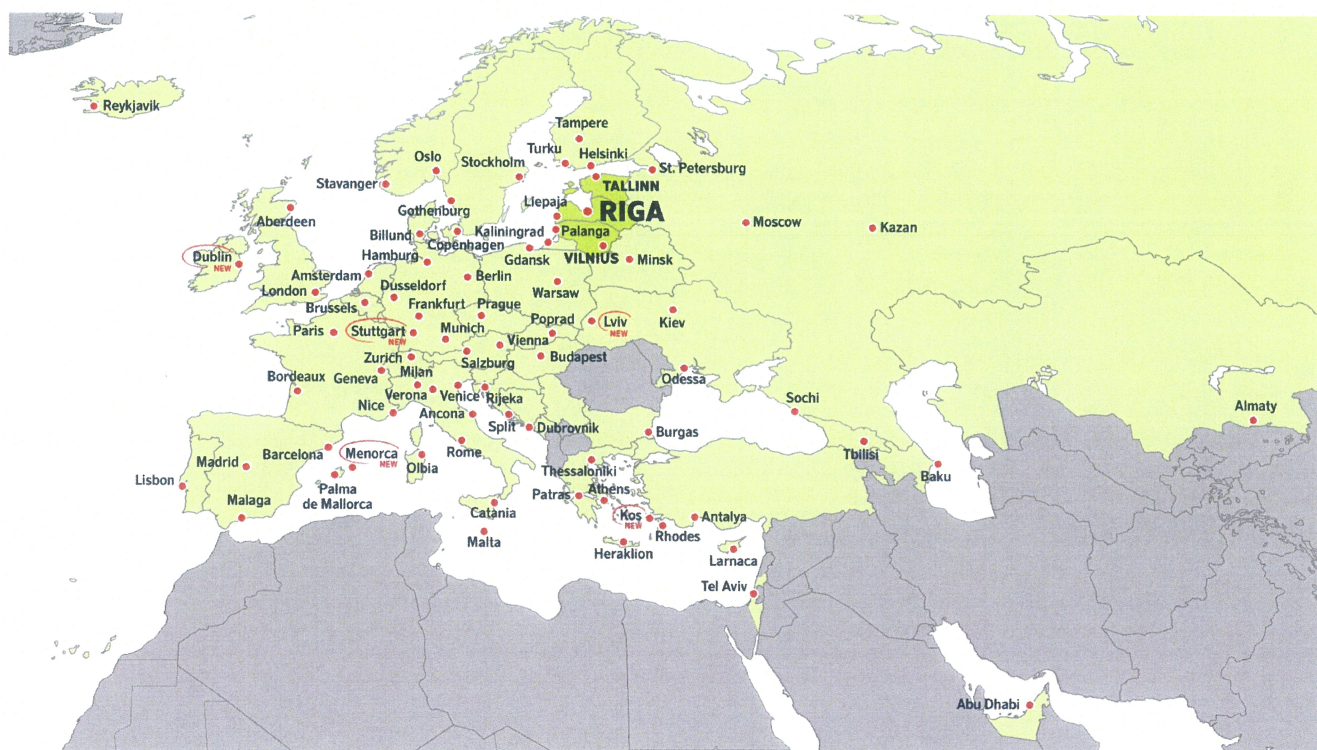 Reykjavik
Tampere
Turku
Helsinki
Oslo
Stockholm
St. Petersburg
Stavanger
TALLINN
Liepaja
RIGA
Gothenburg
Aberdeen
Moscow
Kazan
Billund
Kaliningrad
Palanga
Copenhagen
Dublin
NEW
Hamburg
Gdansk
VILNIUS
Minsk
Amsterdam
Berlin
London
Dusseldorf
Warsaw
Brussels
Frankfurt
Prague
Paris
Stuttgart
NEW
Munich
Poprad
Lviv
NEW
Kiev
Vienna
Zurich
Salzburg
Budapest
Bordeaux
Geneva
Milan
Odessa
Verona
Venice
Rijeka
Sochi
Nice
Ancona
Almaty
Split
Dubrovnik
Burgas
Barcelona
Menorca
NEW
Rome
Tbilisi
Madrid
Olbia
Thessaloniki
Baku
Lisbon
Palma
de Mallorca
Patras
Athens
Malaga
Catania
Kos
NEW
Antalya
Malta
Rhodes
Heraklion
Larnaca
Tel Aviv
Abu Dhabi